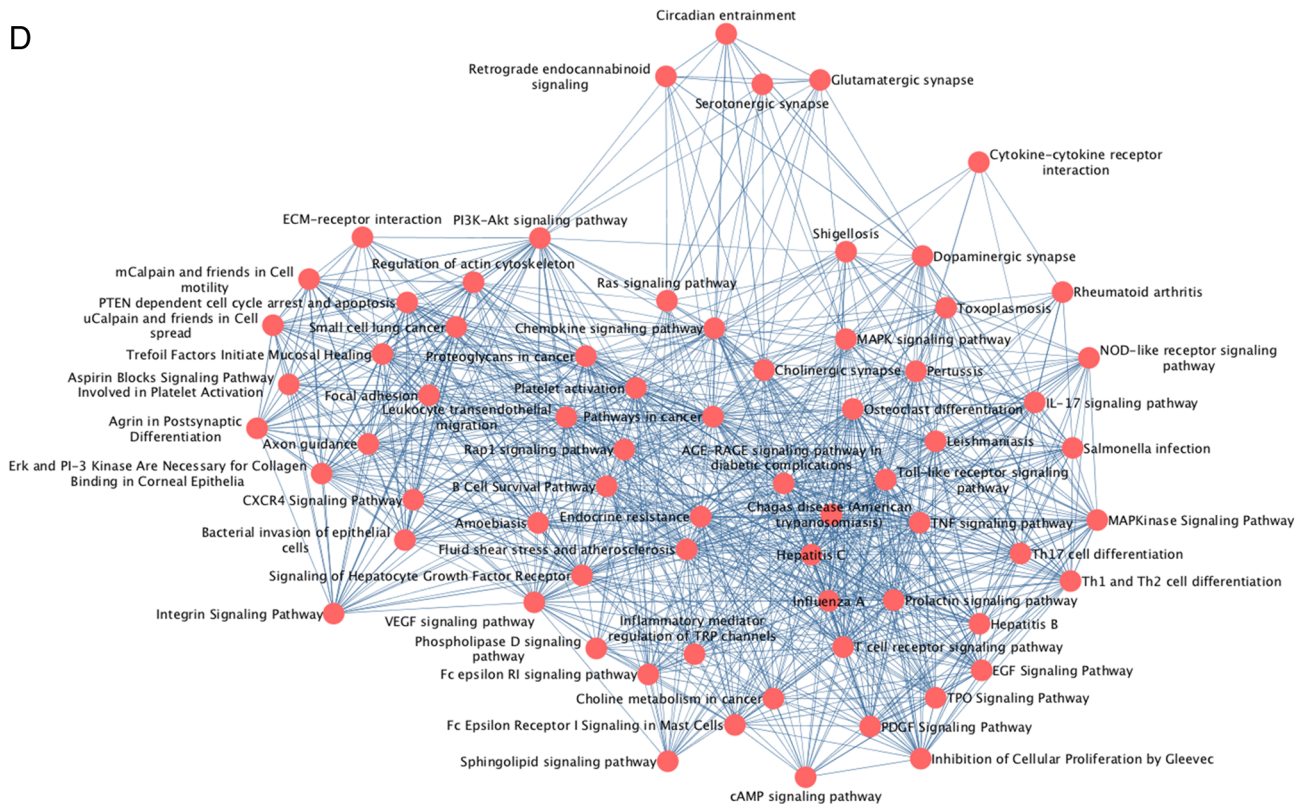 D
Circadian entrainment
Retrograde endocannabinoid
signaling
Glutamatergic synapse
Serotonergic synapse
Cytokine-cytokine receptor
interaction
ECM-receptor interaction
PI3K-Akt signaling pathway
Shigellosis
Dopaminergic synapse
Regulation of actin cytoskeleton
mCalpain and friends in Cell
motility
Ras signaling pathway
Rheumatoid arthritis
PTEN dependent cell cycle arrest and apoptosis
Toxoplasmosis
uCalpain and friends in Cell
spread
Small cell lung cancer
Chemokine signaling pathway
MAPK signaling pathway
Trefoil Factors Initiate Mucosal Healing
Proteoglycans in cancer
NOD-like receptor signaling
pathway
Cholinergic synapse
Pertussis
Aspirin Blocks Signaling Pathway
Involved in Platelet Activation
Platelet activation
Focal adhesion
IL-17 signaling pathway
Leukocyte transendothelial
migration
Pathways in cancer
Osteoclast differentiation
Agrin in Postsynaptic
Differentiation
Axon guidance
Rap1 signaling pathway
AGE-RAGE signaling pathway in
diabetic complications
Leishmaniasis
Salmonella infection
Erk and PI-3 Kinase Are Necessary for Collagen
Binding in Corneal Epithelia
Toll-like receptor signaling
pathway
B Cell Survival Pathway
CXCR4 Signaling Pathway
Chagas disease (American
trypanosomiasis)
Amoebiasis
Endocrine resistance
TNF signaling pathway
MAPKinase Signaling Pathway
Bacterial invasion of epithelial
cells
Fluid shear stress and atherosclerosis
Hepatitis C
Th17 cell differentiation
Signaling of Hepatocyte Growth Factor Receptor
Th1 and Th2 cell differentiation
Influenza A
Prolactin signaling pathway
Integrin Signaling Pathway
VEGF signaling pathway
Inflammatory mediator
regulation of TRP channels
Hepatitis B
Phospholipase D signaling
pathway
T cell receptor signaling pathway
Fc epsilon RI signaling pathway
EGF Signaling Pathway
Choline metabolism in cancer
TPO Signaling Pathway
Fc Epsilon Receptor I Signaling in Mast Cells
PDGF Signaling Pathway
Sphingolipid signaling pathway
Inhibition of Cellular Proliferation by Gleevec
cAMP signaling pathway